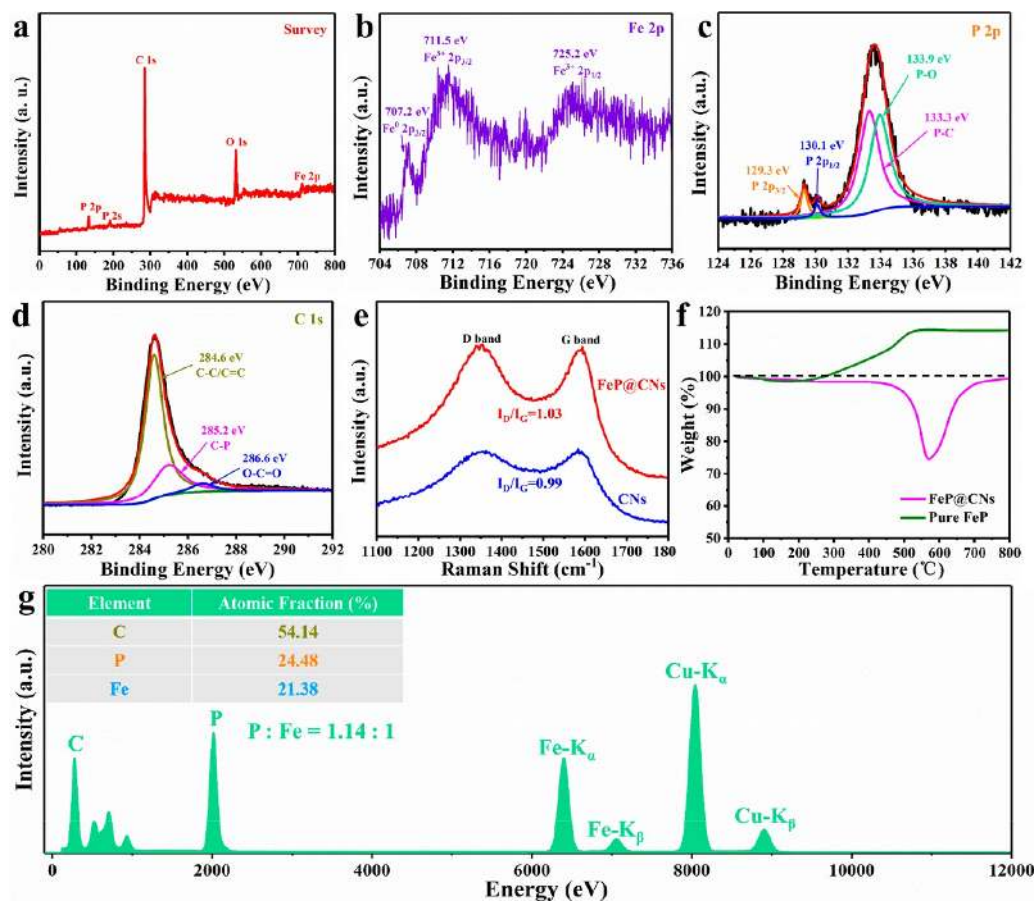 a
Survey
C 1s
O 1s
Fe 2p
P 2p
P 2s
Intensity (a.u.)
0 100 200 300 400 500 600 700 800
Binding Energy (eV)
b
Fe 2p
711.5 eV
Fe³⁺ 2p₃/₂
725.2 eV
Fe³⁺ 2p₁/₂
707.2 eV
Fe⁰ 2p₃/₂
Intensity (a.u.)
704 708 712 716 720 724 728 732 736
Binding Energy (eV)
c
P 2p
133.9 eV
P-O
133.3 eV
P-C
130.1 eV
P 2p₁/₂
129.3 eV
P 2p₃/₂
Intensity (a.u.)
124 126 128 130 132 134 136 138 140 142
Binding Energy (eV)
d
C 1s
284.6 eV
C-C/C=C
285.2 eV
C-P
286.6 eV
O-C=O
Intensity (a.u.)
280 282 284 286 288 290 292
Binding Energy (eV)
e
D band
G band
FeP@CNs
I_D/I_G=1.03
CNs
I_D/I_G=0.99
Intensity (a.u.)
1100 1200 1300 1400 1500 1600 1700 1800
Raman Shift (cm⁻¹)
f
120
110
100
90
80
70
60
50
Weight (%)
FeP@CNs
Pure FeP
0 100 200 300 400 500 600 700 800
Temperature (℃)
g
Element Atomic Fraction (%)
C 54.14
P 24.48
Fe 21.38
P : Fe = 1.14 : 1
C
P
Fe-Kα
Fe-Kβ
Cu-Kα
Cu-Kβ
Intensity (a.u.)
0 2000 4000 6000 8000 10000 12000
Energy (eV)